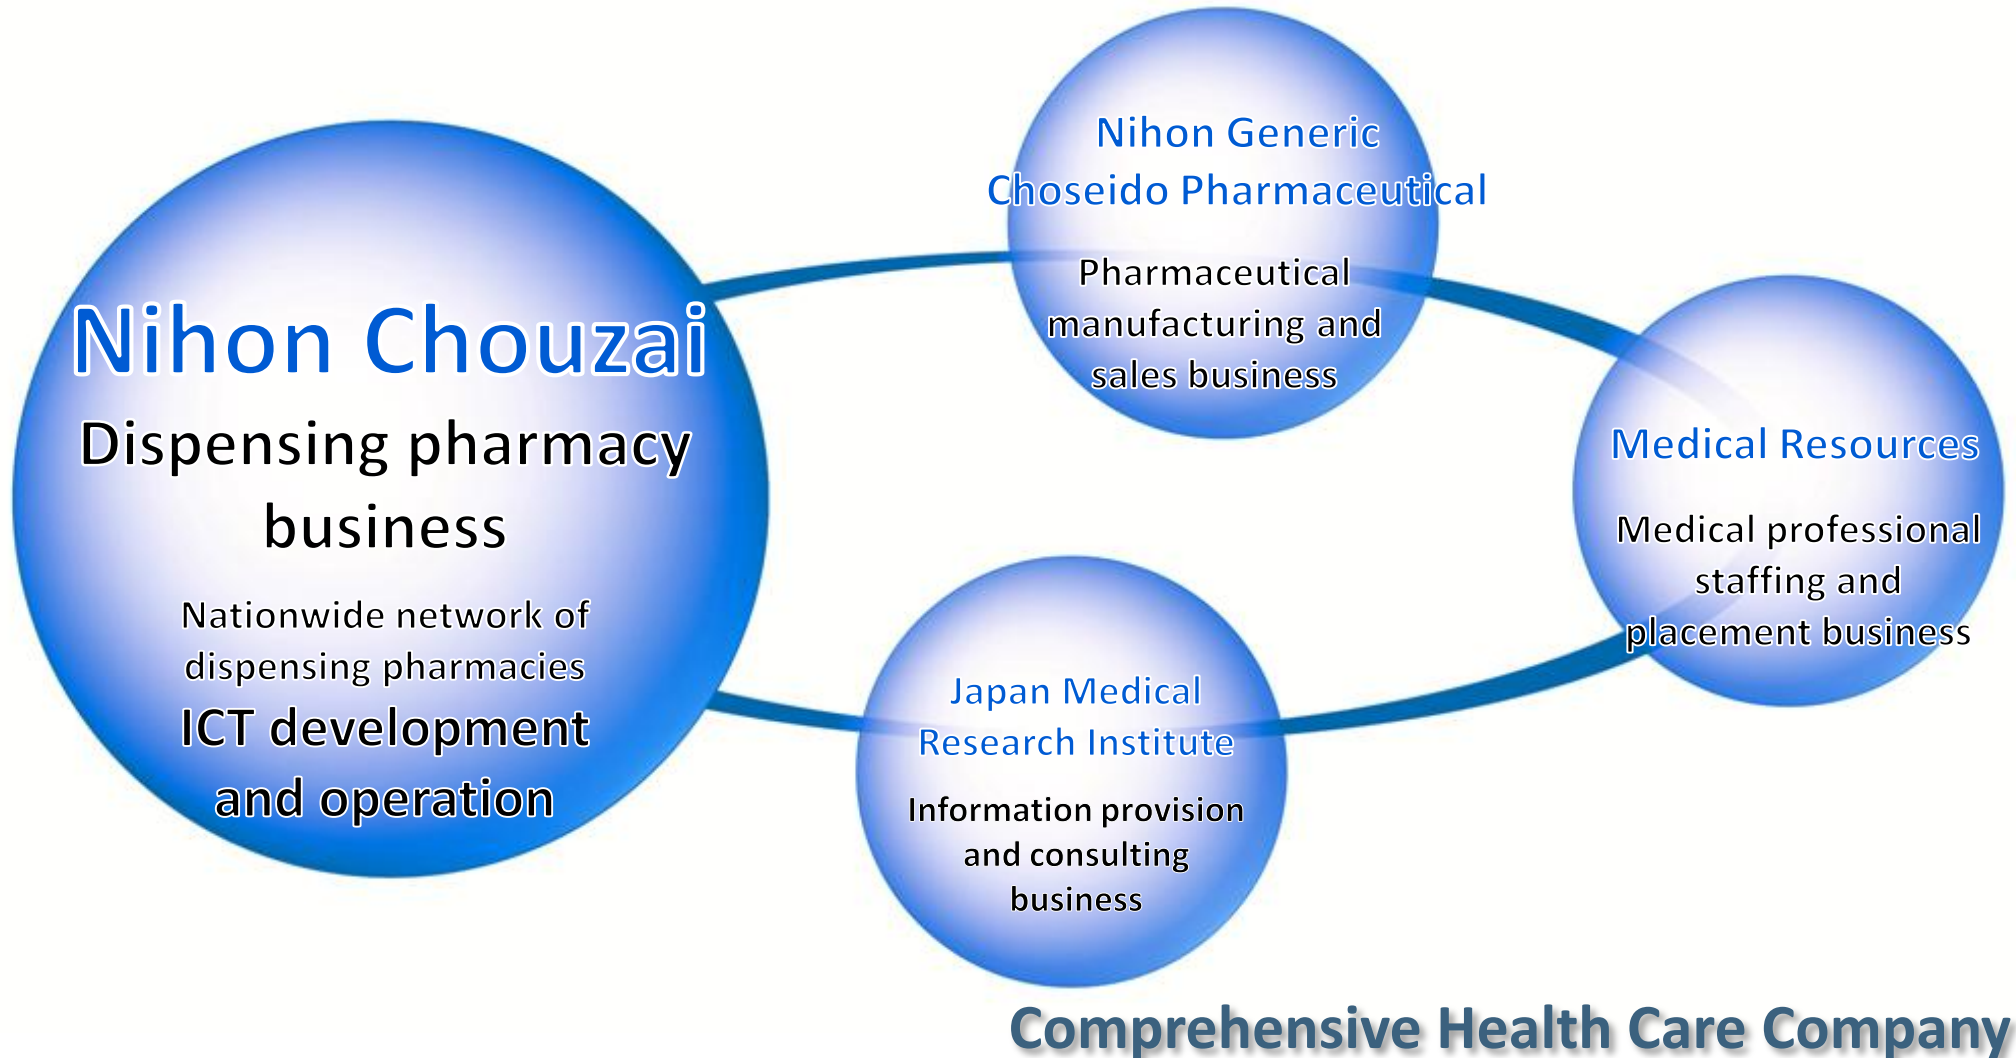 Nihon Chouzai
Dispensing pharmacy
business
Nationwide network of
dispensing pharmacies
ICT development
and operation
Nihon Generic
Choseido Pharmaceutical
Pharmaceutical
manufacturing and
sales business
Medical Resources
Medical professional
staffing and
placement business
Japan Medical
Research Institute
Information provision
and consulting
business
Comprehensive Health Care Company